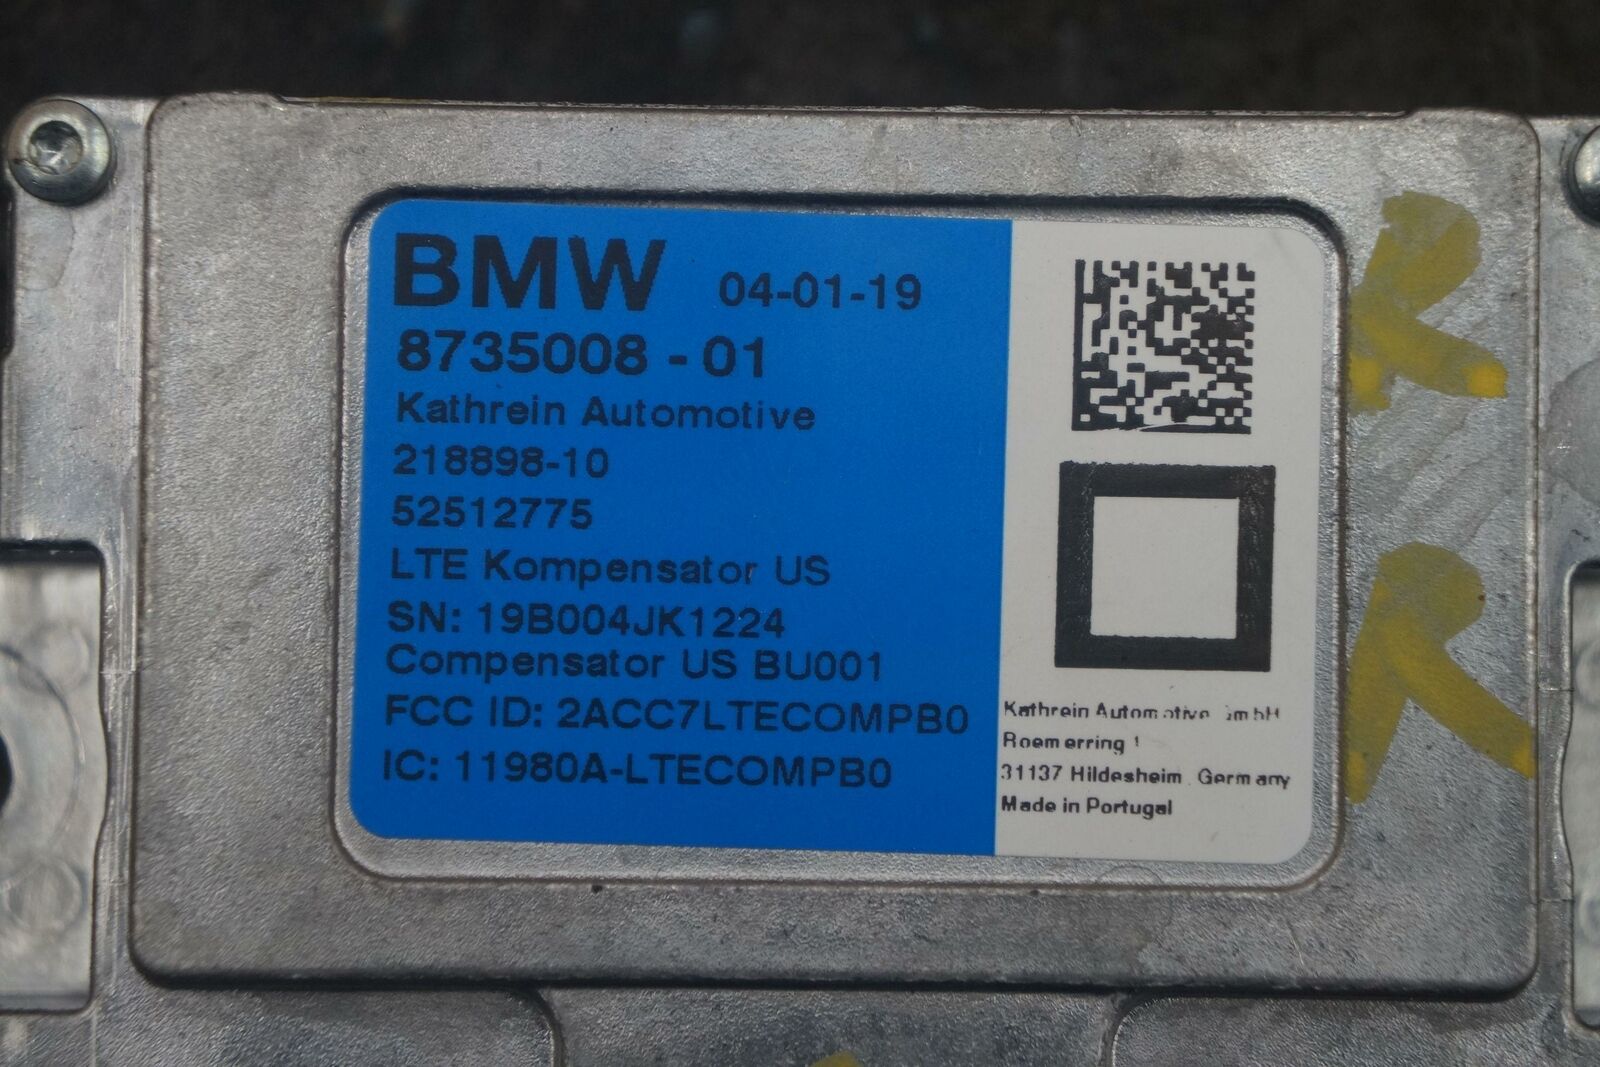 BMW 04-01-19
8735008 - 01
Kathrein Automotive
218898-10
52512775
LTE Kompensator US
SN: 19B004JK1224
Compensator US BU001
FCC ID: 2ACC7LTECOMPB0
IC: 11980A-LTECOMPB0
Kathrein Automotive GmbH
Roemerring 1
31137 Hildesheim, Germany
Made in Portugal
R
R